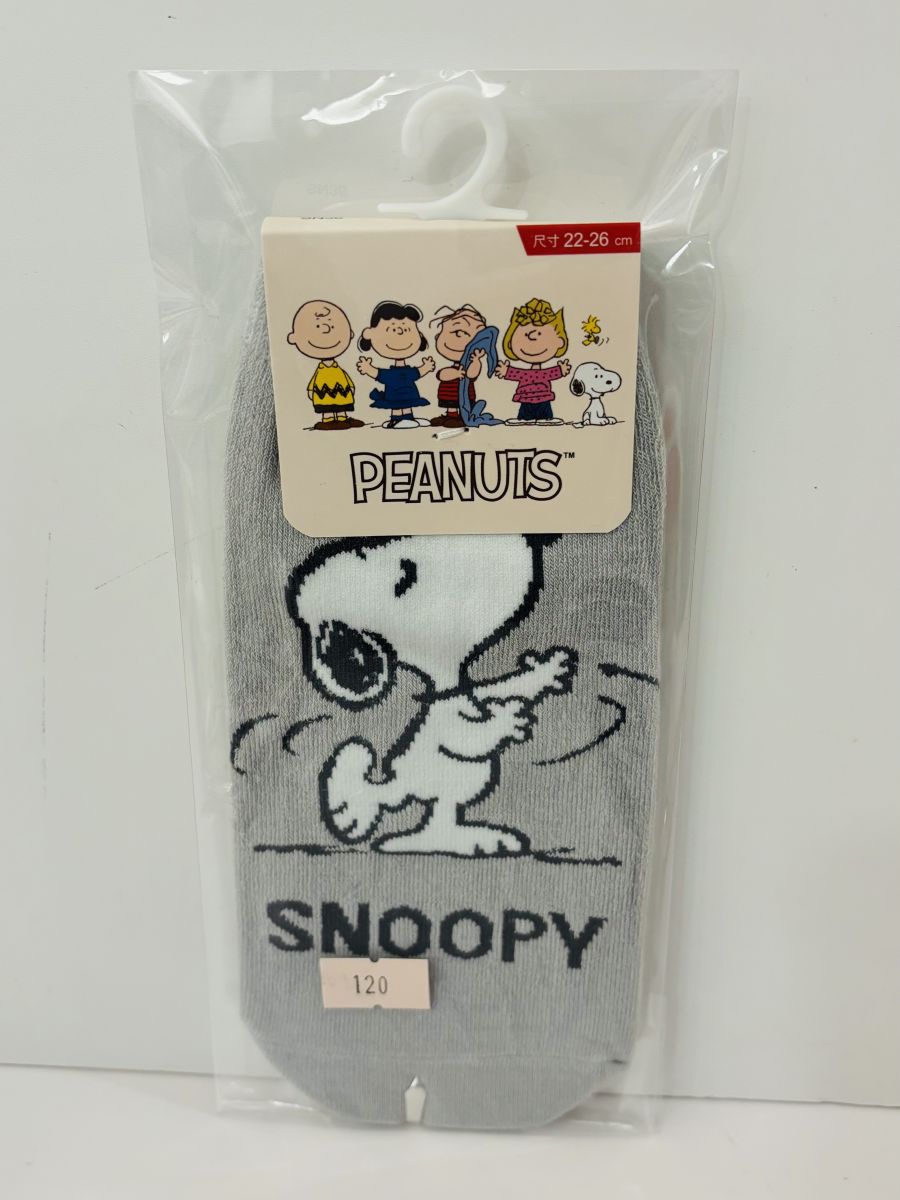 尺寸 22-26 cm
PEANUTS™
SNOOPY
120